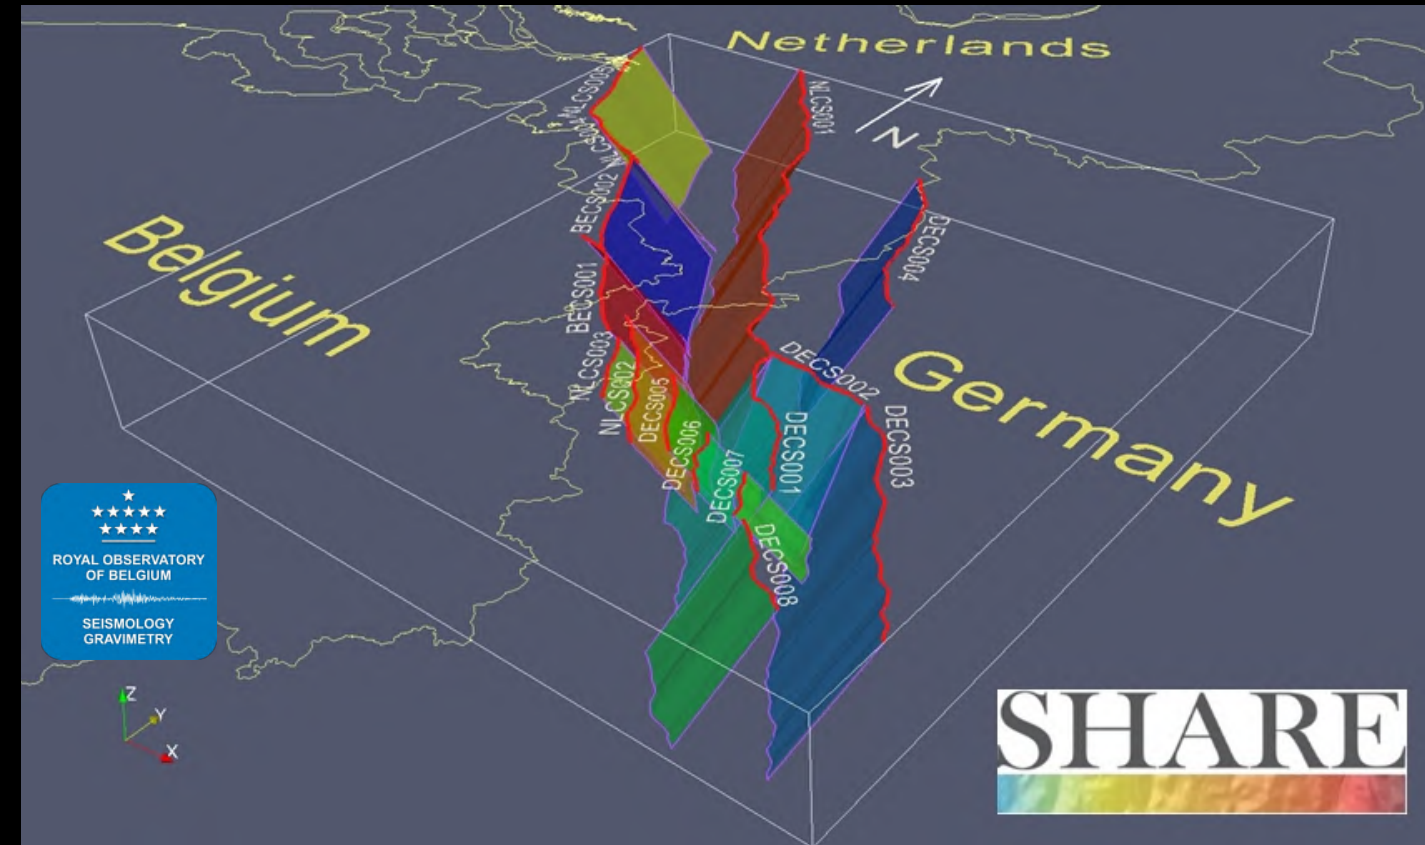 Netherlands
N
Belgium
Germany
NLCS005
NLCS004
NLCS001
BECS002
BECS001
DECS004
NLCS003
NLCS002
DECS005
DECS006
DECS007
DECS002
DECS001
DECS003
DECS008
ROYAL OBSERVATORY
OF BELGIUM
SEISMOLOGY
GRAVIMETRY
Z
Y
X
SHARE